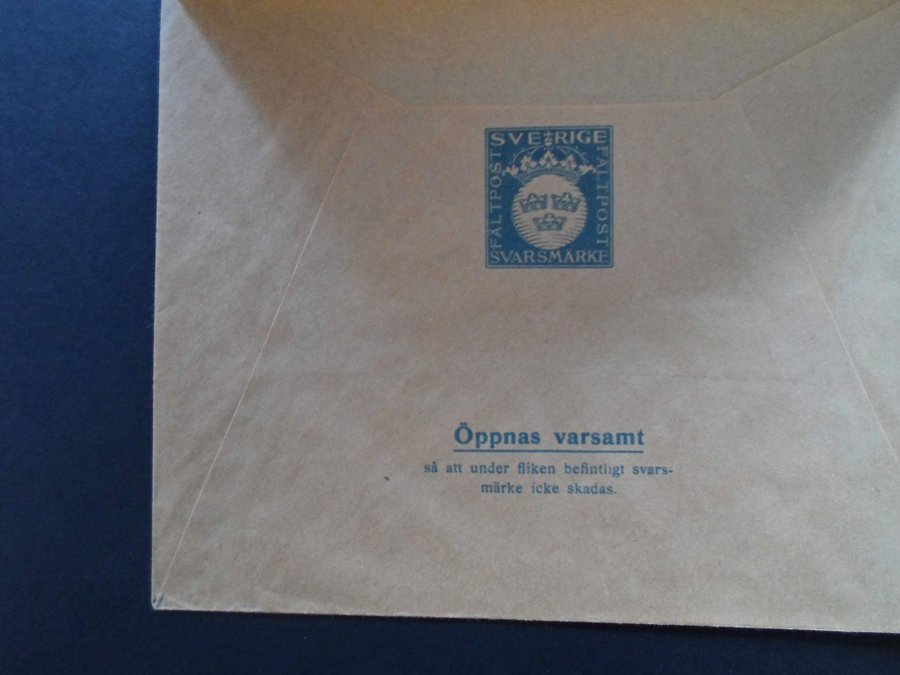 SVERIGE
FÄLTPOST
FÄLTPOST
SVARSMÄRKE
Öppnas varsamt
så att under fliken befintligt svars-
märke icke skadas.